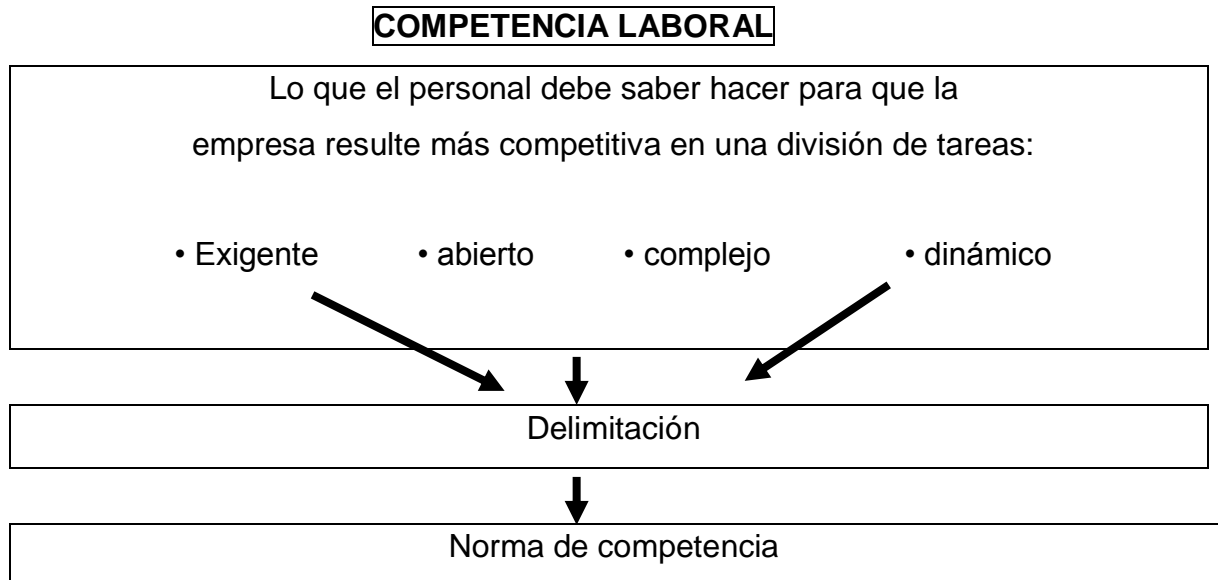 COMPETENCIA LABORAL
Lo que el personal debe saber hacer para que la
empresa resulte más competitiva en una división de tareas:
• Exigente • abierto • complejo • dinámico
Delimitación
Norma de competencia